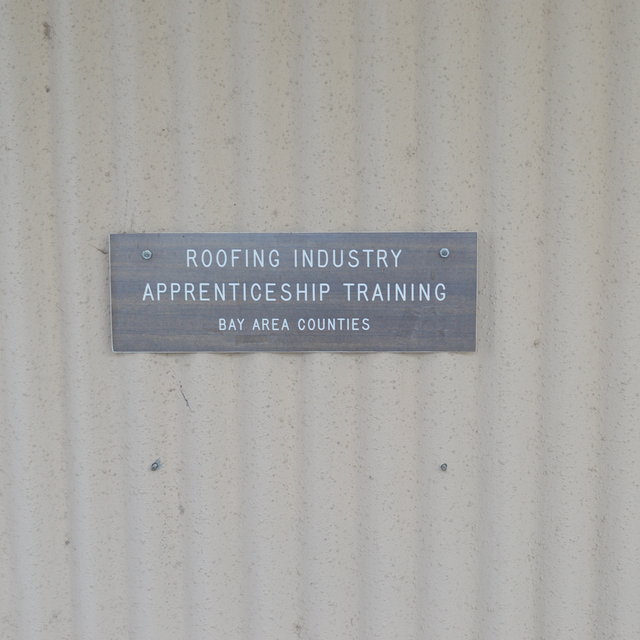 ROOFING INDUSTRY
APPRENTICESHIP TRAINING
BAY AREA COUNTIES